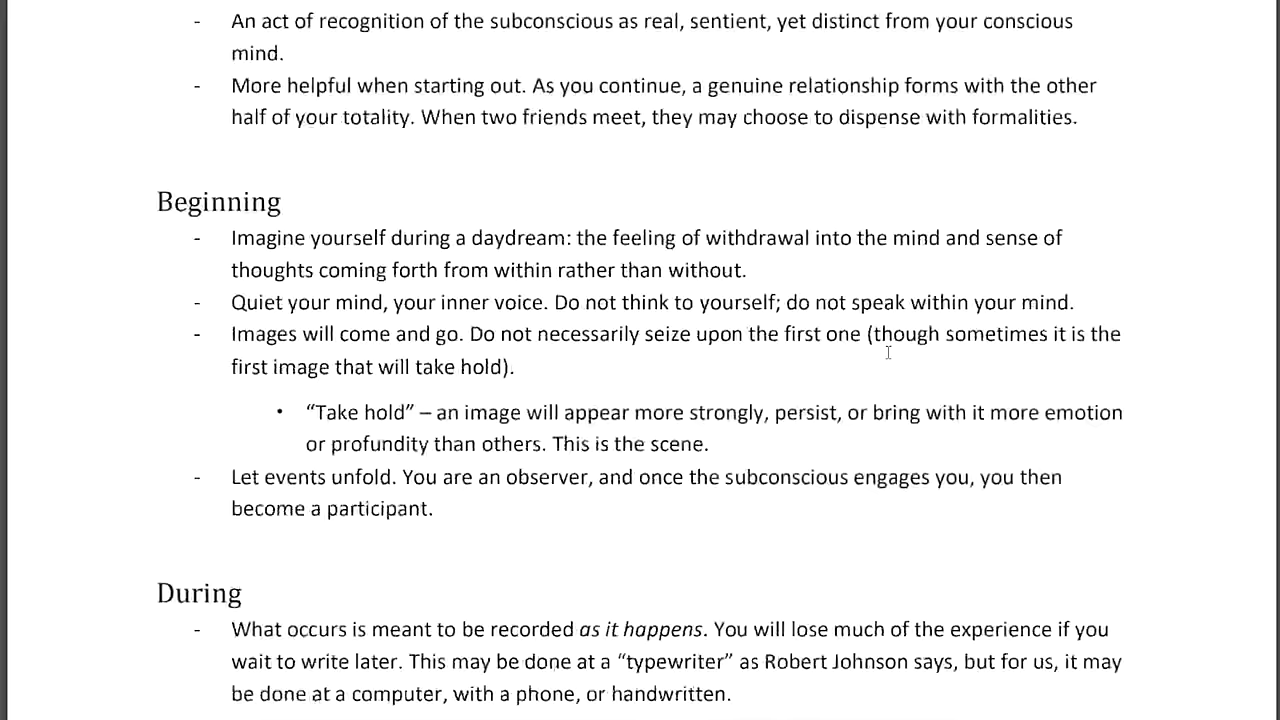 - An act of recognition of the subconscious as real, sentient, yet distinct from your conscious
mind.
- More helpful when starting out. As you continue, a genuine relationship forms with the other
half of your totality. When two friends meet, they may choose to dispense with formalities.
Beginning
- Imagine yourself during a daydream: the feeling of withdrawal into the mind and sense of
thoughts coming forth from within rather than without.
- Quiet your mind, your inner voice. Do not think to yourself; do not speak within your mind.
- Images will come and go. Do not necessarily seize upon the first one (though sometimes it is the
first image that will take hold).
• “Take hold” – an image will appear more strongly, persist, or bring with it more emotion
or profundity than others. This is the scene.
- Let events unfold. You are an observer, and once the subconscious engages you, you then
become a participant.
During
- What occurs is meant to be recorded as it happens. You will lose much of the experience if you
wait to write later. This may be done at a “typewriter” as Robert Johnson says, but for us, it may
be done at a computer, with a phone, or handwritten.